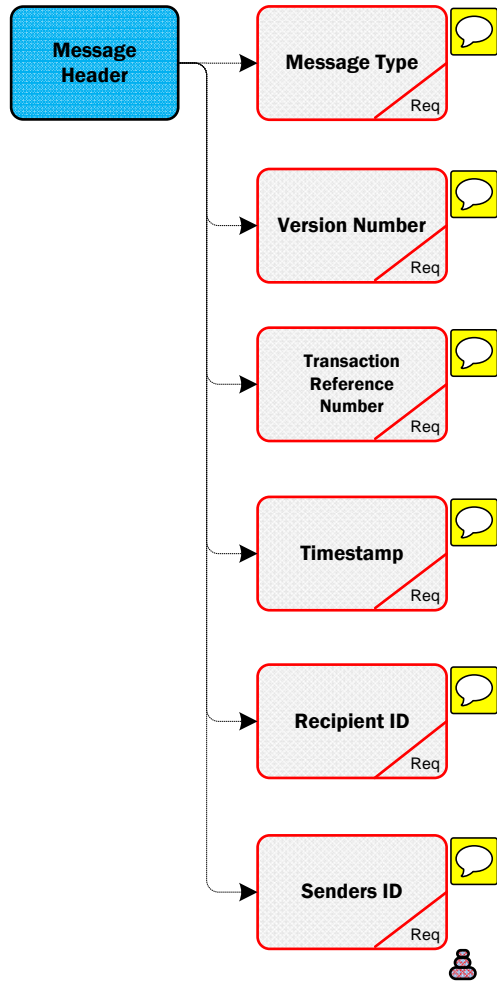 Message
Header
Message Type
Req
Version Number
Req
Transaction
Reference
Number
Req
Timestamp
Req
Recipient ID
Req
Senders ID
Req